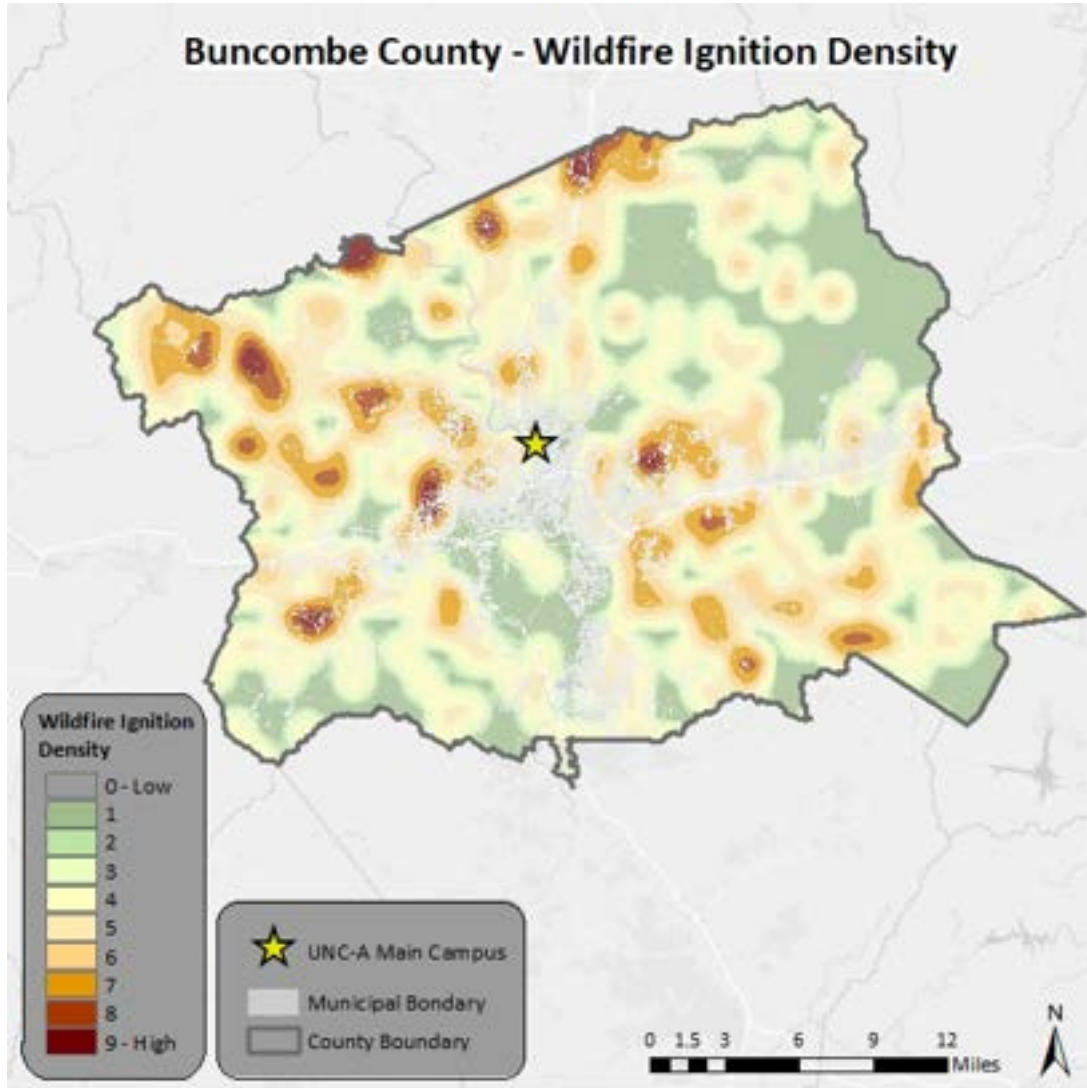 Buncombe County - Wildfire Ignition Density
Wildfire Ignition
Density
0 - Low
1
2
3
4
5
6
7
8
9 - High
UNC-A Main Campus
Municipal Bondary
County Boundary
N
0 1.5 3 6 9 12
Miles